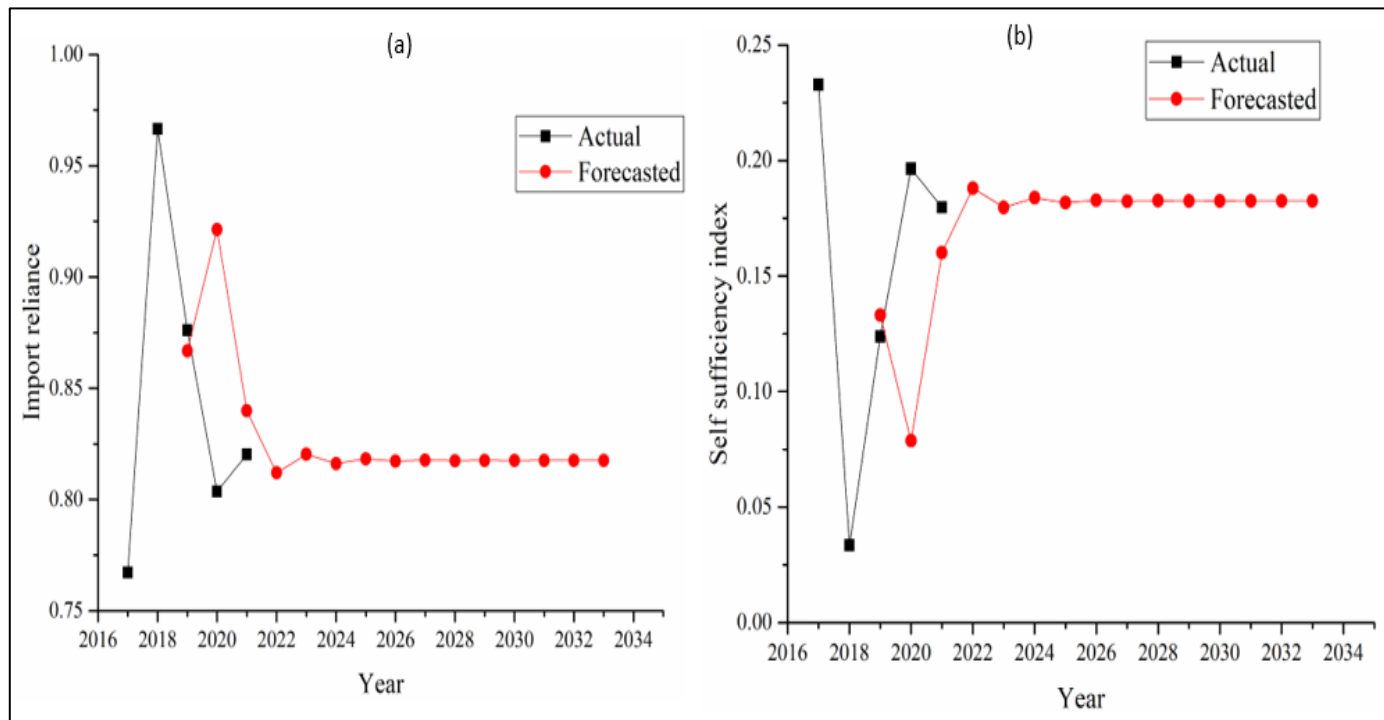 (a)
1.00
0.95
0.90
0.85
0.80
0.75
Import reliance
Actual
Forecasted
2016 2018 2020 2022 2024 2026 2028 2030 2032 2034
Year
(b)
0.25
0.20
0.15
0.10
0.05
0.00
Self sufficiency index
Actual
Forecasted
2016 2018 2020 2022 2024 2026 2028 2030 2032 2034
Year